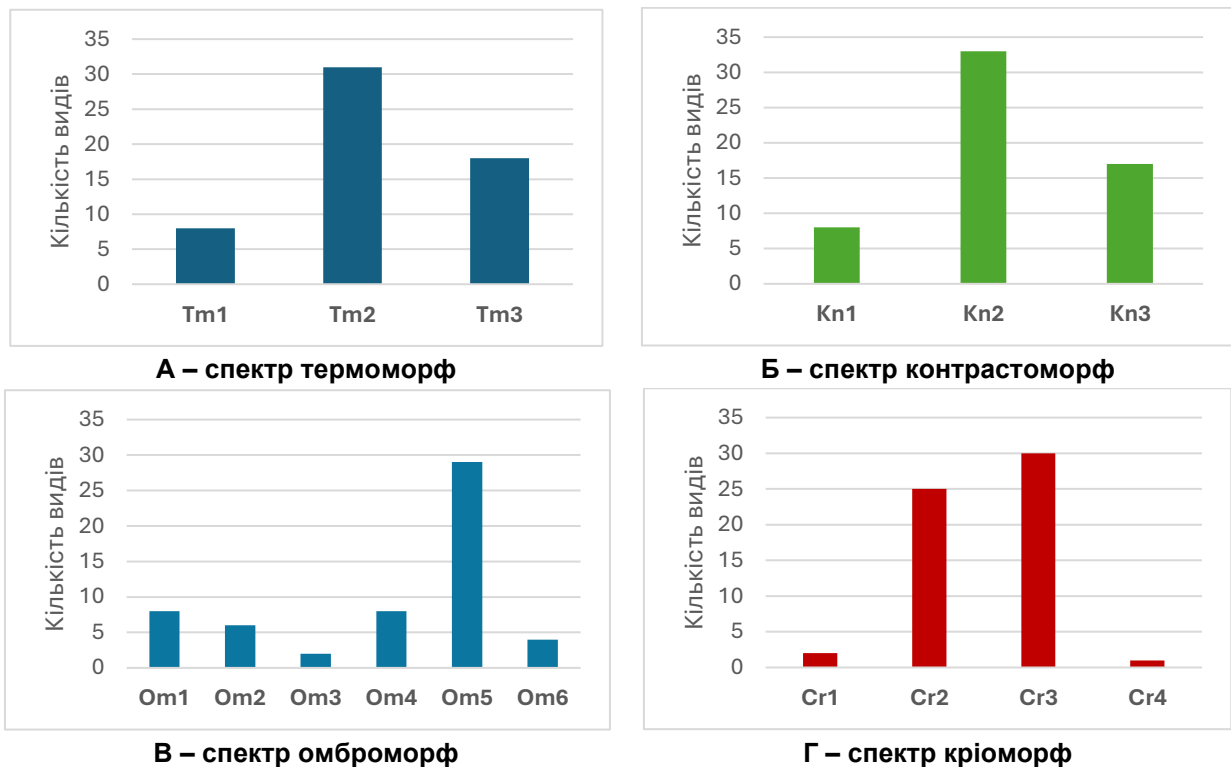 Кількість видів
35
30
25
20
15
10
5
0
Tm1 Tm2 Tm3
А – спектр термоморф
Кількість видів
35
30
25
20
15
10
5
0
Kn1 Kn2 Kn3
Б – спектр контрастоморф
Кількість видів
35
30
25
20
15
10
5
0
Om1 Om2 Om3 Om4 Om5 Om6
В – спектр омброморф
Кількість видів
35
30
25
20
15
10
5
0
Cr1 Cr2 Cr3 Cr4
Г – спектр кріоморф